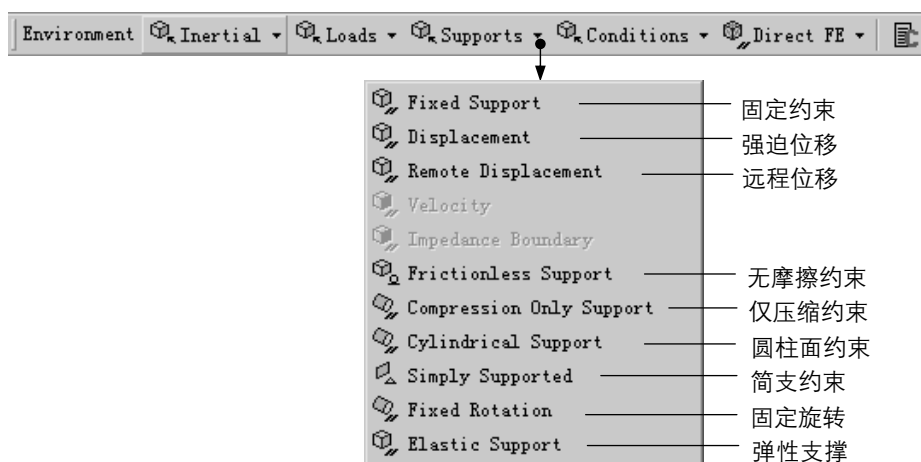 Environment Inertial Loads Supports Conditions Direct FE
Fixed Support 固定约束
Displacement 强迫位移
Remote Displacement 远程位移
Velocity
Impedance Boundary
Frictionless Support 无摩擦约束
Compression Only Support 仅压缩约束
Cylindrical Support 圆柱面约束
Simply Supported 简支约束
Fixed Rotation 固定旋转
Elastic Support 弹性支撑